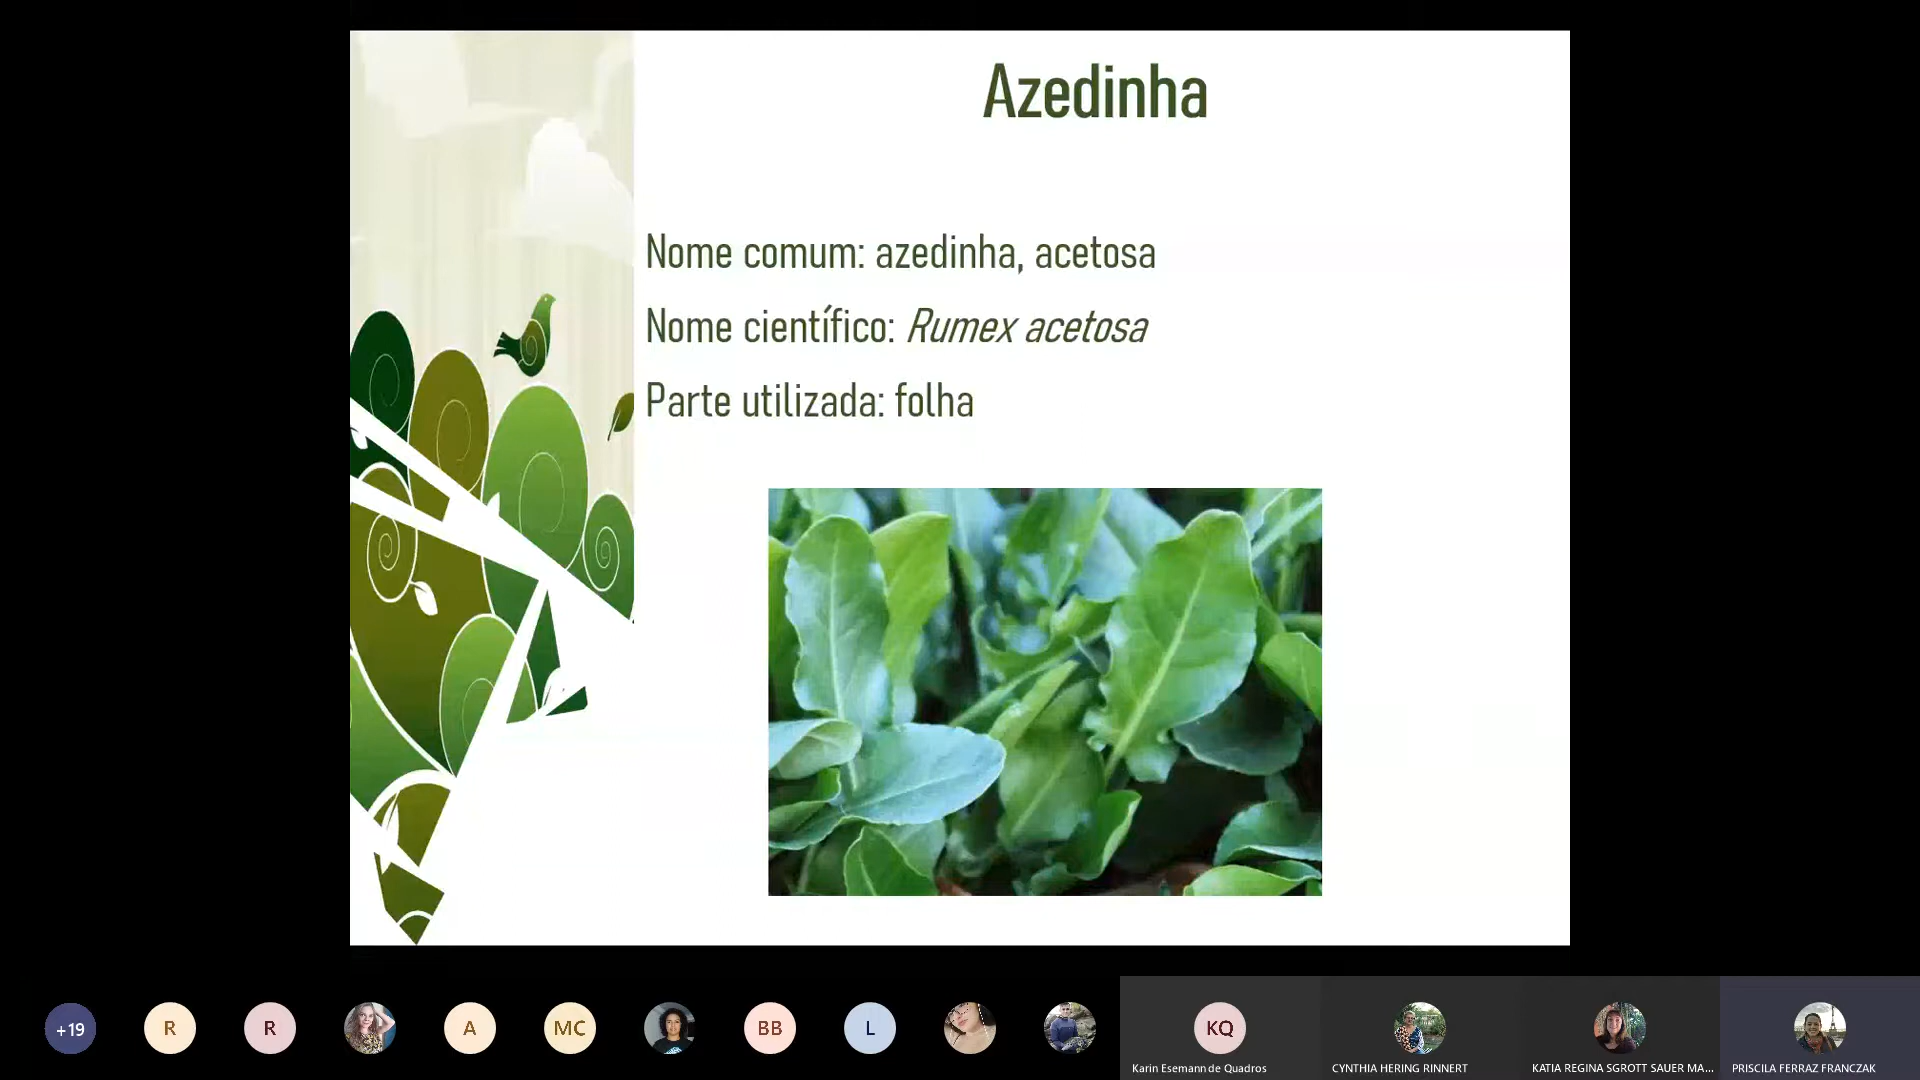 Azedinha
Nome comum: azedinha, acetosa
Nome científico: Rumex acetosa
Parte utilizada: folha
+19
R
R
A
MC
BB
L
KQ
Karin Esemann de Quadros
CYNTHIA HERING RINNERT
KATIA REGINA SGROTT SAUER MA...
PRISCILA FERRAZ FRANCZAK